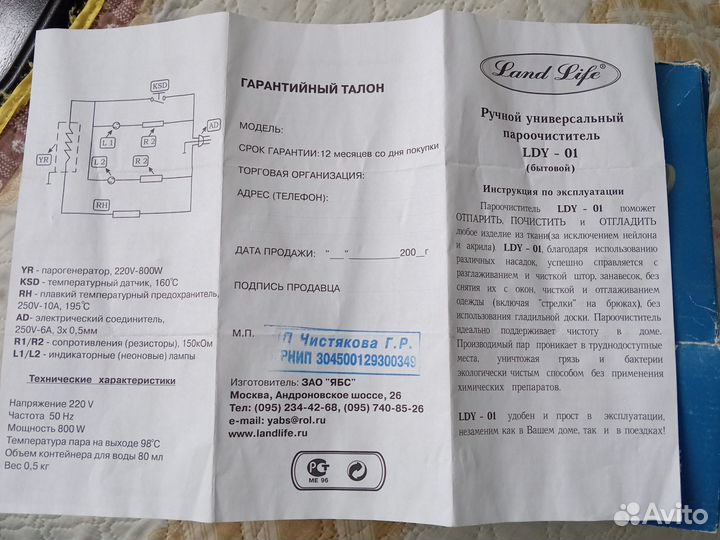 KSD
AD
L 1
R 2
L 2
R 2
YR
RH
YR - парогенератор, 220V-800W
KSD - температурный датчик, 160℃
RH - плавкий температурный предохранитель,
250V-10A, 195℃
AD- электрический соединитель,
250V-6A, 3x 0,5мм
R1/R2 - сопротивления (резисторы), 150кОм
L1/L2 - индикаторные (неоновые) лампы
Технические характеристики
Напряжение 220 V
Частота 50 Hz
Мощность 800 W
Температура пара на выходе 98℃
Объем контейнера для воды 80 мл
Вес 0,5 кг
ГАРАНТИЙНЫЙ ТАЛОН
МОДЕЛЬ:
СРОК ГАРАНТИИ: 12 месяцев со дня покупки
ТОРГОВАЯ ОРГАНИЗАЦИЯ:
АДРЕС (ТЕЛЕФОН):
ДАТА ПРОДАЖИ: "__"________200__г
ПОДПИСЬ ПРОДАВЦА
М.П.
П Чистякова Г.Р.
РНИП 304500129300349
Изготовитель: ЗАО "ЯБС"
Москва, Андроновское шоссе, 26
Тел: (095) 234-42-68, (095) 740-85-26
e-mail: yabs@rol.ru
www.landlife.ru
РСТ
МЕ 96
Land Life®
Ручной универсальный
пароочиститель
LDY - 01
(бытовой)
Инструкция по эксплуатации
Пароочиститель LDY - 01 поможет
ОТПАРИТЬ, ПОЧИСТИТЬ и ОТГЛАДИТЬ
любое изделие из ткани(за исключением нейлона
и акрила). LDY - 01, благодаря использованию
различных насадок, успешно справляется с
разглаживанием и чисткой штор, занавесок, без
снятия их с окон, чисткой и отглаживанием
одежды (включая "стрелки" на брюках), без
использования гладильной доски. Пароочиститель
идеально поддержит чистоту в доме.
Производимый пар проникает в труднодоступные
места, уничтожая грязь и бактерии
экологически чистым способом без применения
химических препаратов.
LDY - 01 удобен и прост в эксплуатации,
незаменим как в Вашем доме, так и в поездках!
Avito